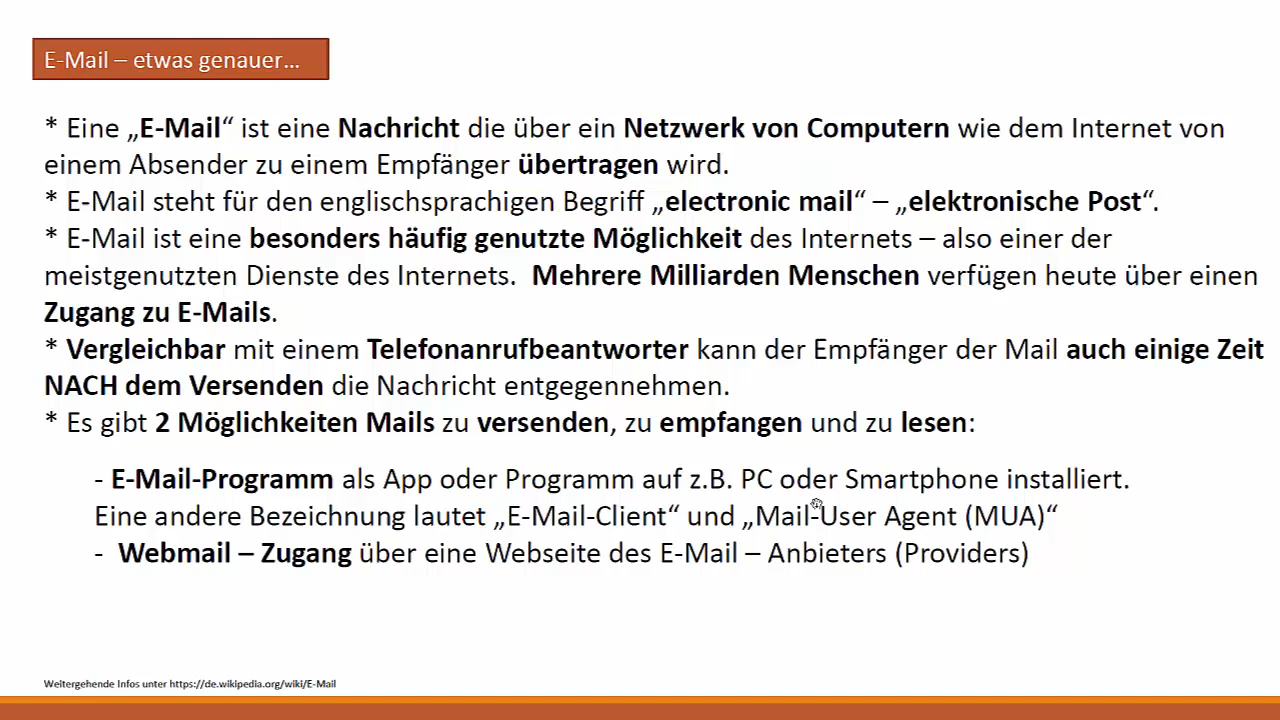 E-Mail – etwas genauer…
* Eine „E-Mail“ ist eine Nachricht die über ein Netzwerk von Computern wie dem Internet von
einem Absender zu einem Empfänger übertragen wird.
* E-Mail steht für den englischsprachigen Begriff „electronic mail“ – „elektronische Post“.
* E-Mail ist eine besonders häufig genutzte Möglichkeit des Internets – also einer der
meistgenutzten Dienste des Internets.  Mehrere Milliarden Menschen verfügen heute über einen
Zugang zu E-Mails.
* Vergleichbar mit einem Telefonanrufbeantworter kann der Empfänger der Mail auch einige Zeit
NACH dem Versenden die Nachricht entgegennehmen.
* Es gibt 2 Möglichkeiten Mails zu versenden, zu empfangen und zu lesen:
- E-Mail-Programm als App oder Programm auf z.B. PC oder Smartphone installiert.
Eine andere Bezeichnung lautet „E-Mail-Client“ und „Mail-User Agent (MUA)“
-  Webmail – Zugang über eine Webseite des E-Mail – Anbieters (Providers)
Weitergehende Infos unter https://de.wikipedia.org/wiki/E-Mail